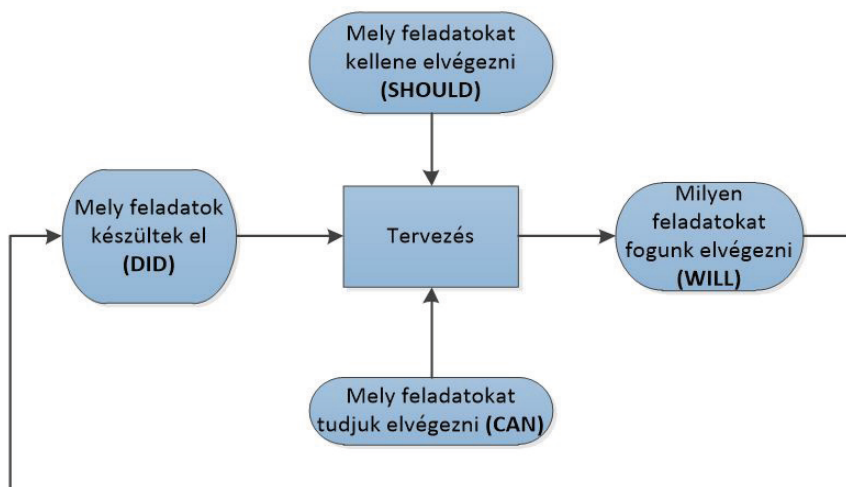 Mely feladatokat
kellene elvégezni
(SHOULD)
Mely feladatok
készültek el
(DID)
Tervezés
Milyen
feladatokat
fogunk elvégezni
(WILL)
Mely feladatokat
tudjuk elvégezni (CAN)